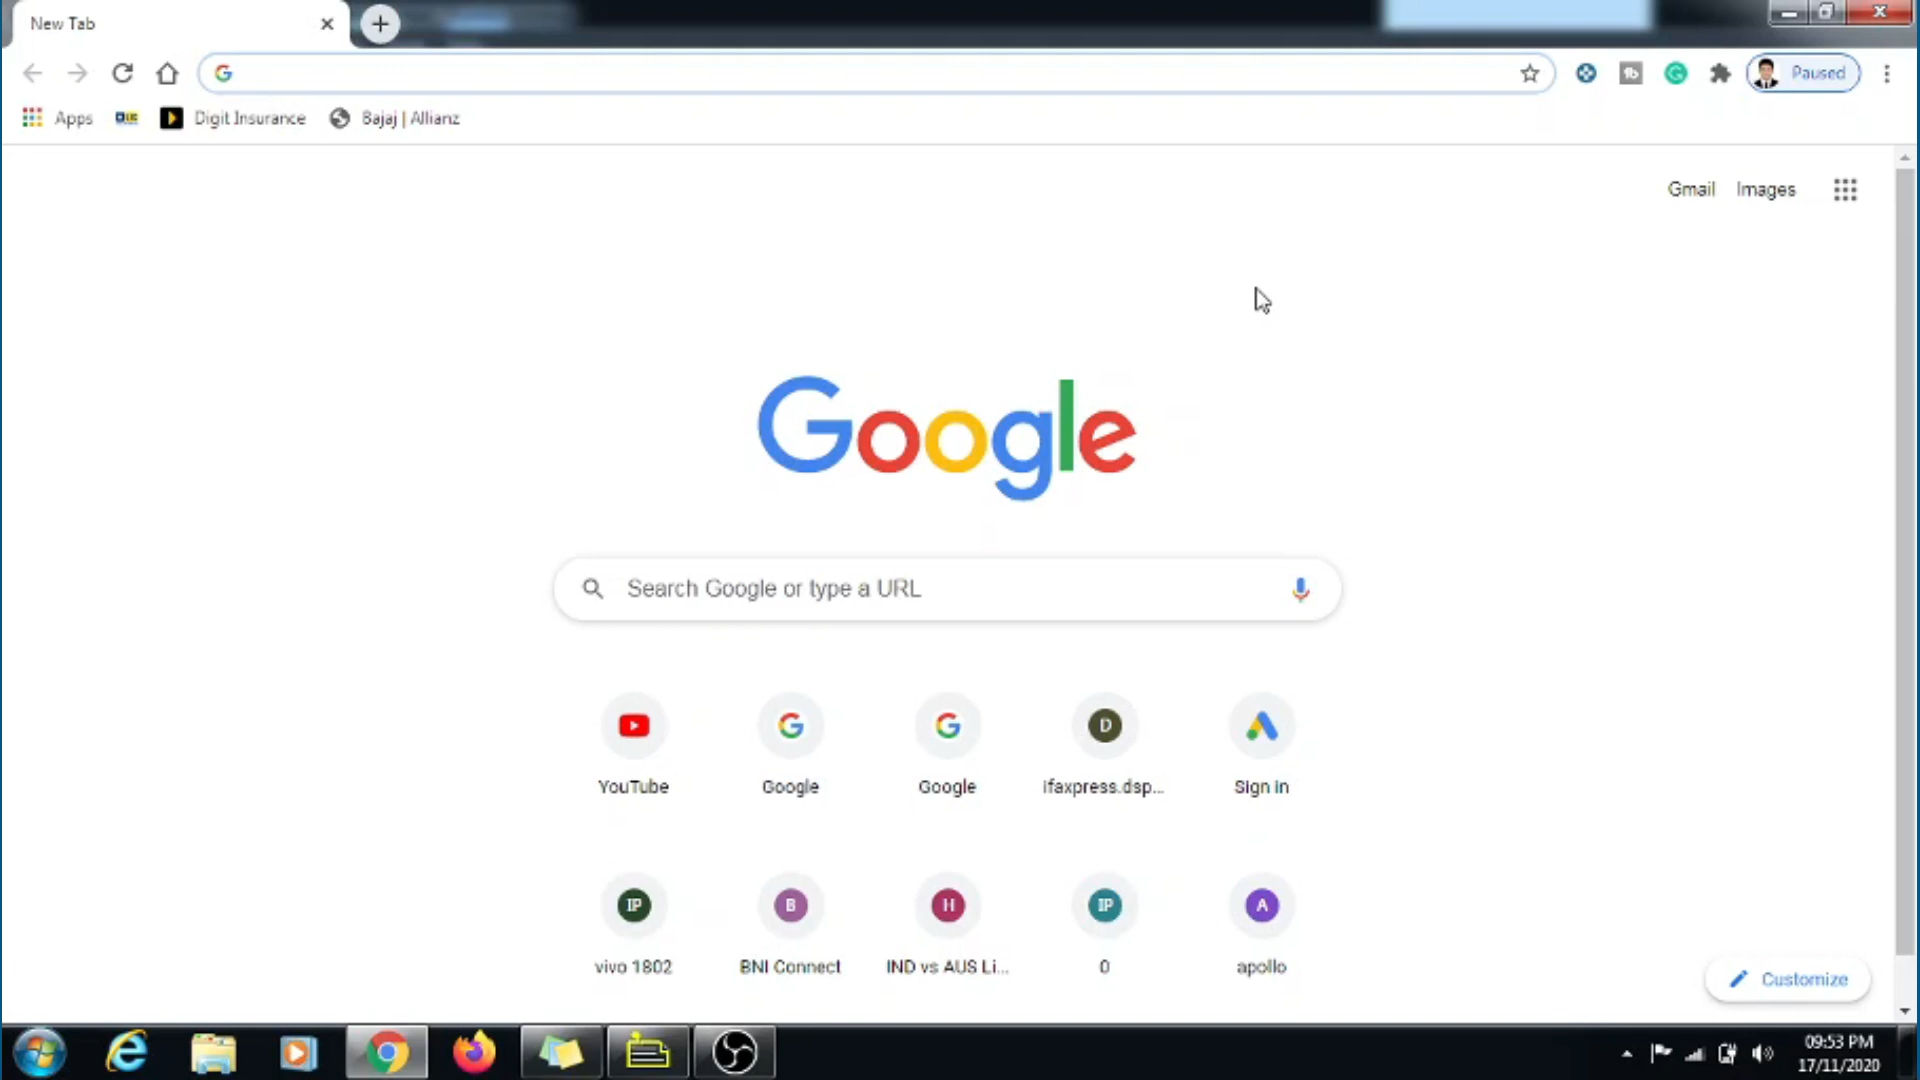 New Tab
Paused
Apps
Digit Insurance
Bajaj | Allianz
Gmail Images
Google
Search Google or type a URL
YouTube
Google
Google
ifaxpress.dsp...
Sign in
IP
B
H
IP
A
D
vivo 1802
BNI Connect
IND vs AUS Li...
0
apollo
Customize
09:53 PM
17/11/2020